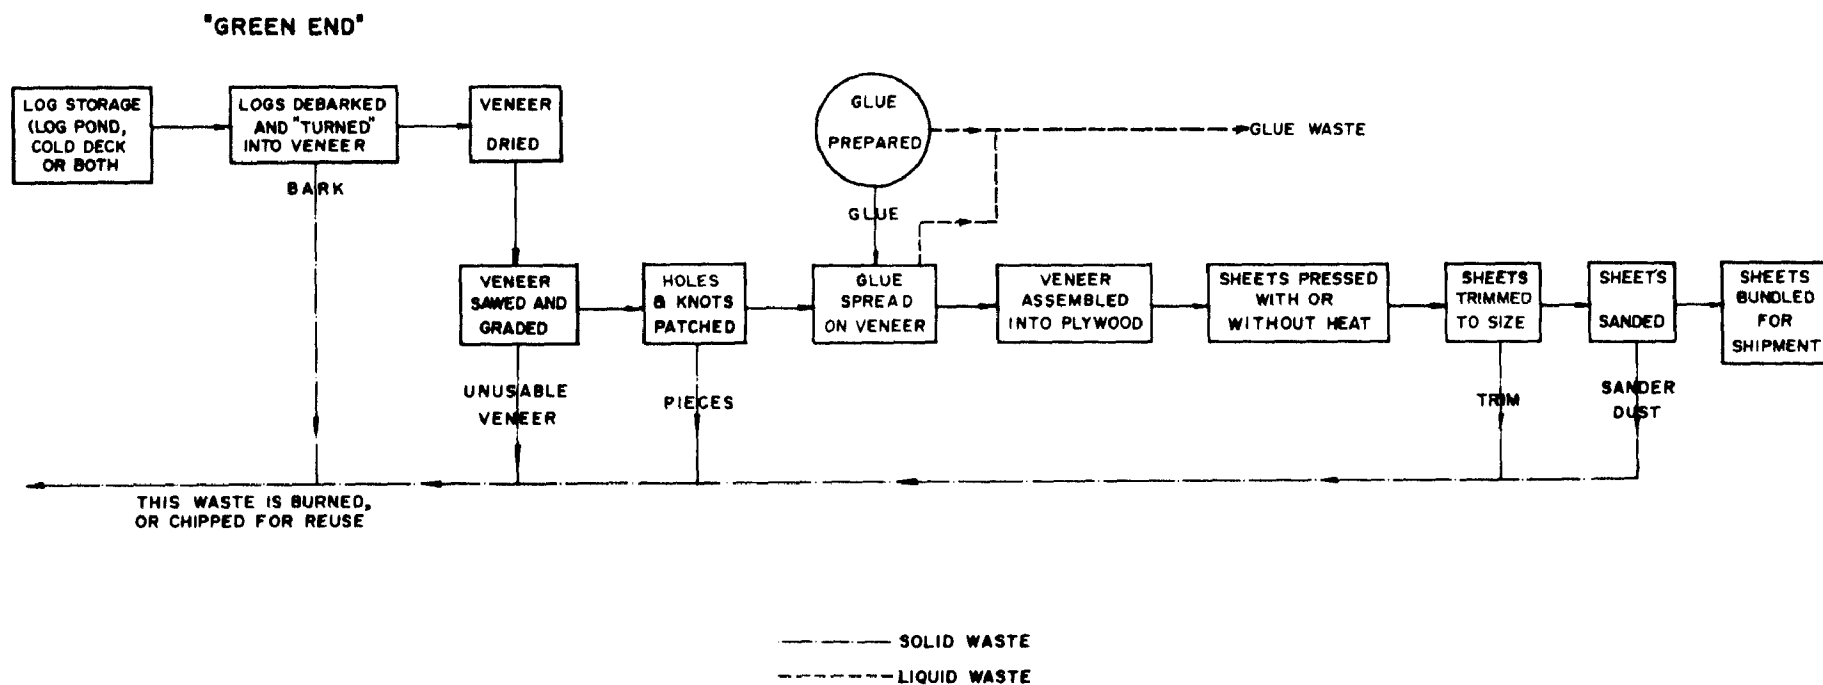 "GREEN END"
LOG STORAGE
(LOG POND,
COLD DECK
OR BOTH
LOGS DEBARKED
AND "TURNED"
INTO VENEER
VENEER
DRIED
GLUE
PREPARED
GLUE WASTE
BARK
GLUE
VENEER
SAWED AND
GRADED
HOLES
& KNOTS
PATCHED
GLUE
SPREAD
ON VENEER
VENEER
ASSEMBLED
INTO PLYWOOD
SHEETS PRESSED
WITH OR
WITHOUT HEAT
SHEETS
TRIMMED
TO SIZE
SHEETS
SANDED
SHEETS
BUNDLED
FOR
SHIPMENT
UNUSABLE
VENEER
PIECES
TRIM
SANDER
DUST
THIS WASTE IS BURNED,
OR CHIPPED FOR REUSE
SOLID WASTE
LIQUID WASTE